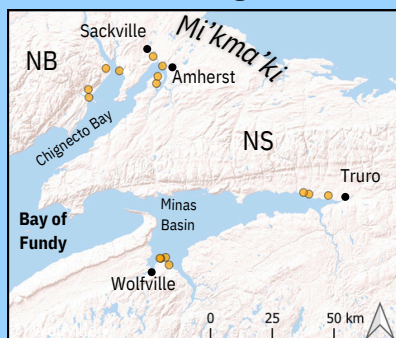 Sackville
Mi'kma'ki
NB
Amherst
Chignecto Bay
NS
Truro
Minas
Basin
Bay of
Fundy
Wolfville
0 25 50 km